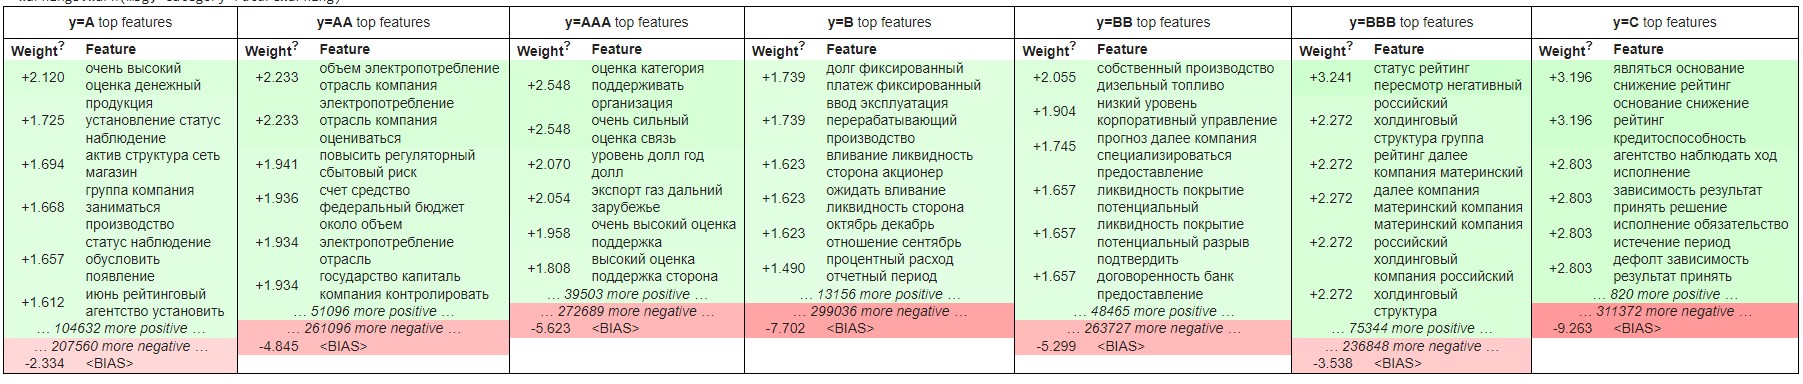 y=A top features
Weight? Feature
+2.120 очень высокий
оценка денежный
+1.725 продукция
установление статус
наблюдение
+1.694 актив структура сеть
магазин
+1.668 группа компания
заниматься
производство
+1.657 статус наблюдение
обусловить
появление
+1.612 июнь рейтинговый
агентство установить
… 104632 more positive …
… 207560 more negative …
-2.334 <BIAS>
y=AA top features
Weight? Feature
+2.233 объем электропотребление
отрасль компания
+2.233 электропотребление
отрасль компания
оцениваться
+1.941 повысить регуляторный
сбытовый риск
+1.936 счет средство
федеральный бюджет
+1.934 около объем
электропотребление
отрасль
+1.934 государство капиталь
компания контролировать
… 51096 more positive …
… 261096 more negative …
-4.845 <BIAS>
y=AAA top features
Weight? Feature
+2.548 оценка категория
поддерживать
организация
+2.548 очень сильный
оценка связь
+2.070 уровень долл год
долл
+2.054 экспорт газ дальний
зарубежье
+1.958 очень высокий оценка
поддержка
+1.808 высокий оценка
поддержка сторона
… 39503 more positive …
… 272689 more negative …
-5.623 <BIAS>
y=B top features
Weight? Feature
+1.739 долг фиксированный
платеж фиксированный
+1.739 ввод эксплуатация
перерабатывающий
производство
+1.623 вливание ликвидность
сторона акционер
+1.623 ожидать вливание
ликвидность сторона
+1.623 октябрь декабрь
отношение сентябрь
+1.490 процентный расход
отчетный период
… 13156 more positive …
… 299036 more negative …
-7.702 <BIAS>
y=BB top features
Weight? Feature
+2.055 собственный производство
дизельный топливо
+1.904 низкий уровень
корпоративный управление
+1.745 прогноз далее компания
специализироваться
предоставление
+1.657 ликвидность покрытие
потенциальный
+1.657 ликвидность покрытие
потенциальный разрыв
+1.657 подтвердить
договоренность банк
предоставление
… 48465 more positive …
… 263727 more negative …
-5.299 <BIAS>
y=BBB top features
Weight? Feature
+3.241 статус рейтинг
пересмотр негативный
+2.272 российский
холдинговый
структура группа
+2.272 рейтинг далее
компания материнский
+2.272 далее компания
материнский компания
+2.272 материнский компания
российский
холдинговый
+2.272 компания российский
холдинговый
структура
… 75344 more positive …
… 236848 more negative …
-3.538 <BIAS>
y=C top features
Weight? Feature
+3.196 являться основание
снижение рейтинг
+3.196 основание снижение
рейтинг
кредитоспособность
+2.803 агентство наблюдать ход
исполнение
+2.803 зависимость результат
принять решение
+2.803 исполнение обязательство
истечение период
+2.803 дефолт зависимость
результат принять
… 820 more positive …
… 311372 more negative …
-9.263 <BIAS>